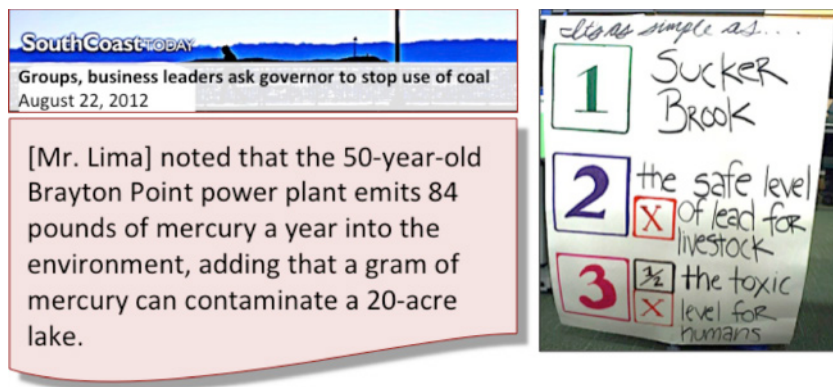 SouthCoastTODAY
Groups, business leaders ask governor to stop use of coal
August 22, 2012
[Mr. Lima] noted that the 50-year-old
Brayton Point power plant emits 84
pounds of mercury a year into the
environment, adding that a gram of
mercury can contaminate a 20-acre
lake.
Its as simple as....
1 Sucker
Brook
2 the safe level
X of lead for
livestock
3 1/2 the toxic
X level for
humans